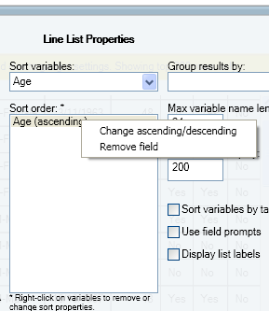 Line List Properties
Sort variables:
Group results by:
Age
Sort order: *
Max variable name len
Age (ascending)
Change ascending/descending
Remove field
200
Sort variables by ta
Use field prompts
Display list labels
* Right-click on variables to remove or
change sort properties.